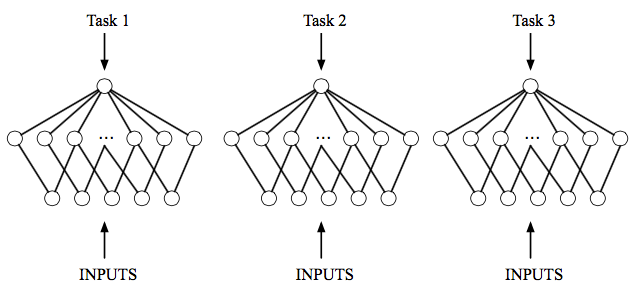 Task 1
Task 2
Task 3
...
...
...
INPUTS
INPUTS
INPUTS